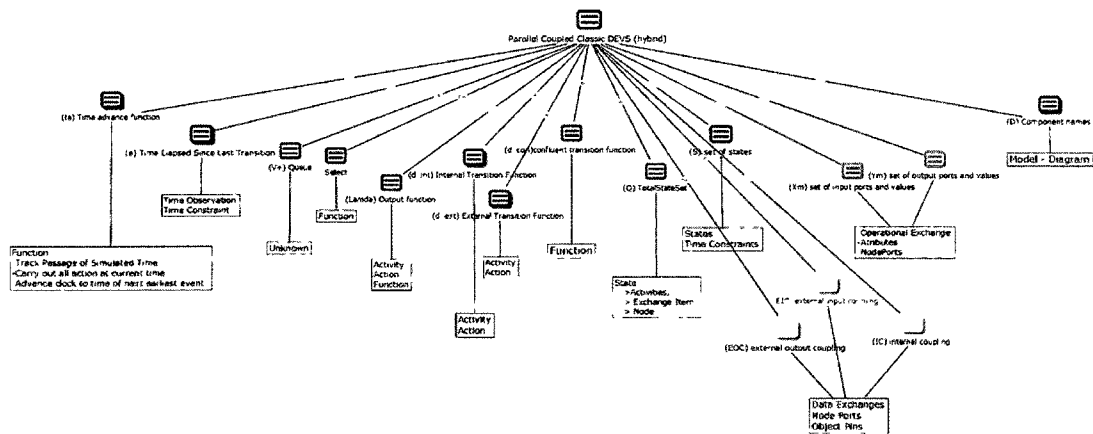 Parallel Coupled Classic DEVS (hybrid)
(ta) Time advance function
(e) Time Elapsed Since Last Transition
(V+) Queue
Select
(Lamda) Output function
(d_int) Internal Transition Function
(d_ext) External Transition Function
(d_con)confluent transition function
(Q) TotalStateSet
(S) set of states
(Xm) set of input ports and values
(Ym) set of output ports and values
(D) Component names
Model - Diagram
Time Observation
Time Constraint
Function
Unknown
Function
Track Passage of Simulated Time
-Carry out all action at current time
Advance clock to time of next earliest event
Activity
Action
Function
Activity
Action
Activity
Action
Function
State
>Activities,
> Exchange Item
> Node
States
Time Constraints
Operational Exchange
-Atributes
-NodePorts
external input
(EOC) external output coupling
(IC) internal coupling
Data Exchanges
Node Ports
Object Pins